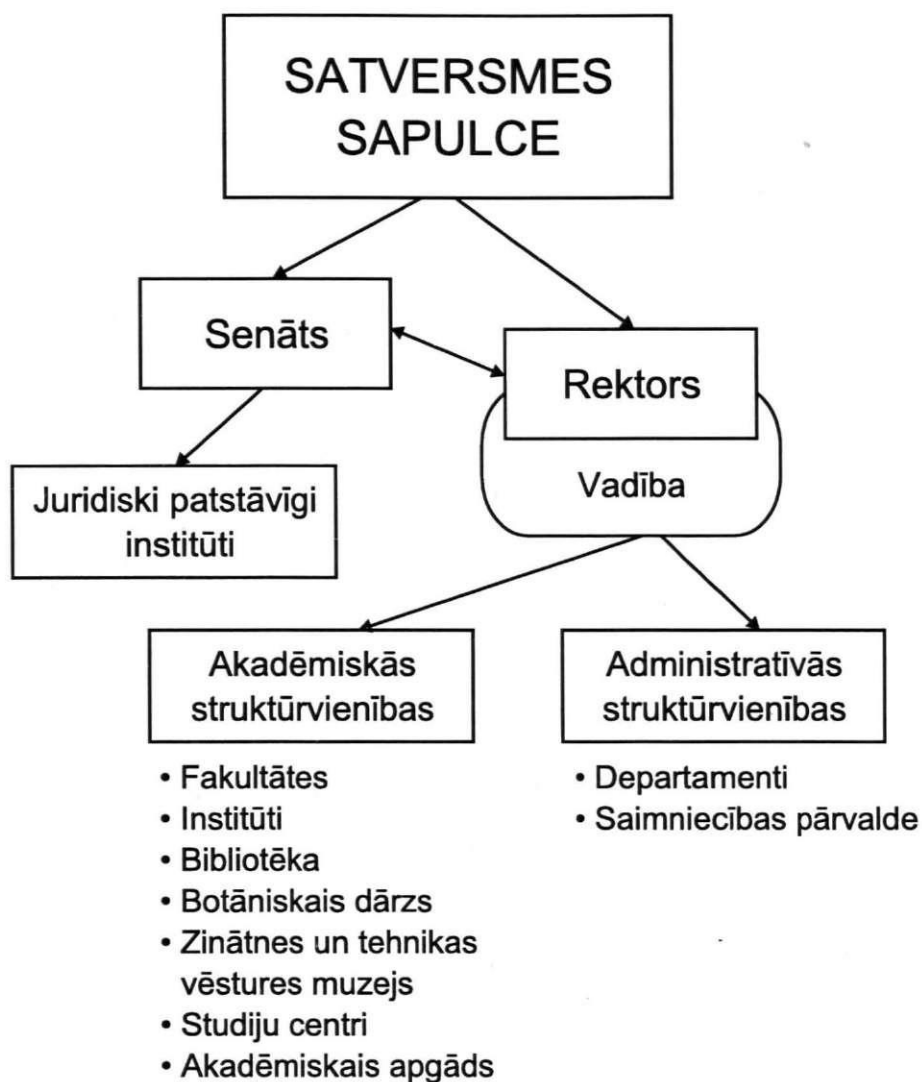 SATVERSMES
SAPULCE
Senāts
Rektors
Vadība
Juridiski patstāvīgi
institūti
Akadēmiskās
struktūrvienības
• Fakultātes
• Institūti
• Bibliotēka
• Botāniskais dārzs
• Zinātnes un tehnikas
vēstures muzejs
• Studiju centri
• Akadēmiskais apgāds
Administratīvās
struktūrvienības
• Departamenti
• Saimniecības pārvalde